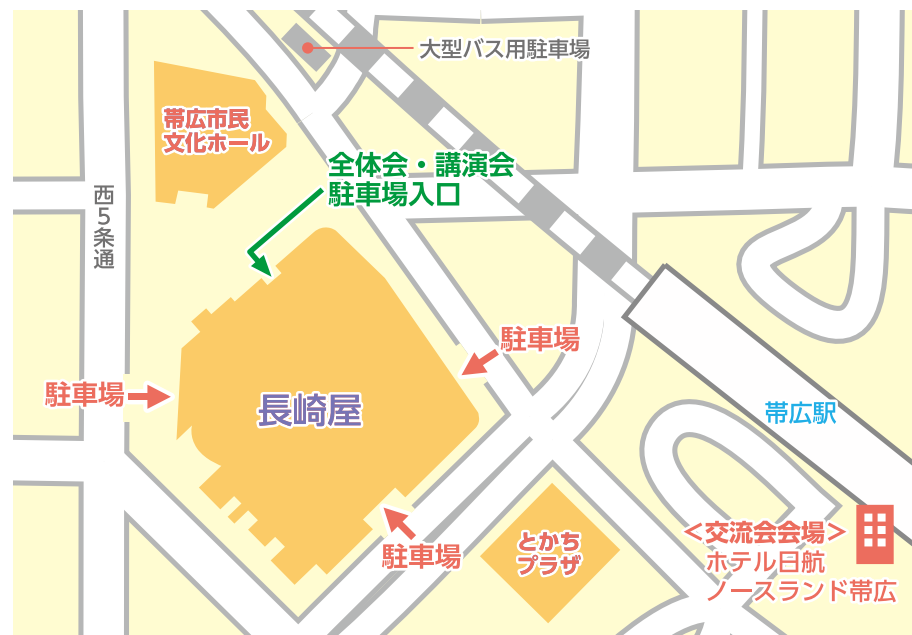 大型バス用駐車場
帯広市民
文化ホール
全体会・講演会
駐車場入口
西5条通
駐車場
駐車場
長崎屋
帯広駅
駐車場
とかち
プラザ
＜交流会会場＞
ホテル日航
ノースランド帯広